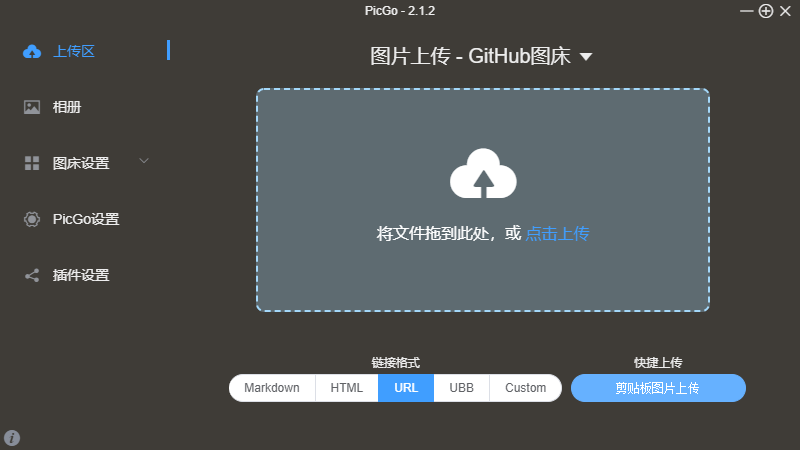 PicGo - 2.1.2
上传区
相册
图床设置
PicGo设置
插件设置
图片上传 - GitHub图床
将文件拖到此处，或 点击上传
链接格式
Markdown HTML URL UBB Custom
快捷上传
剪贴板图片上传
i